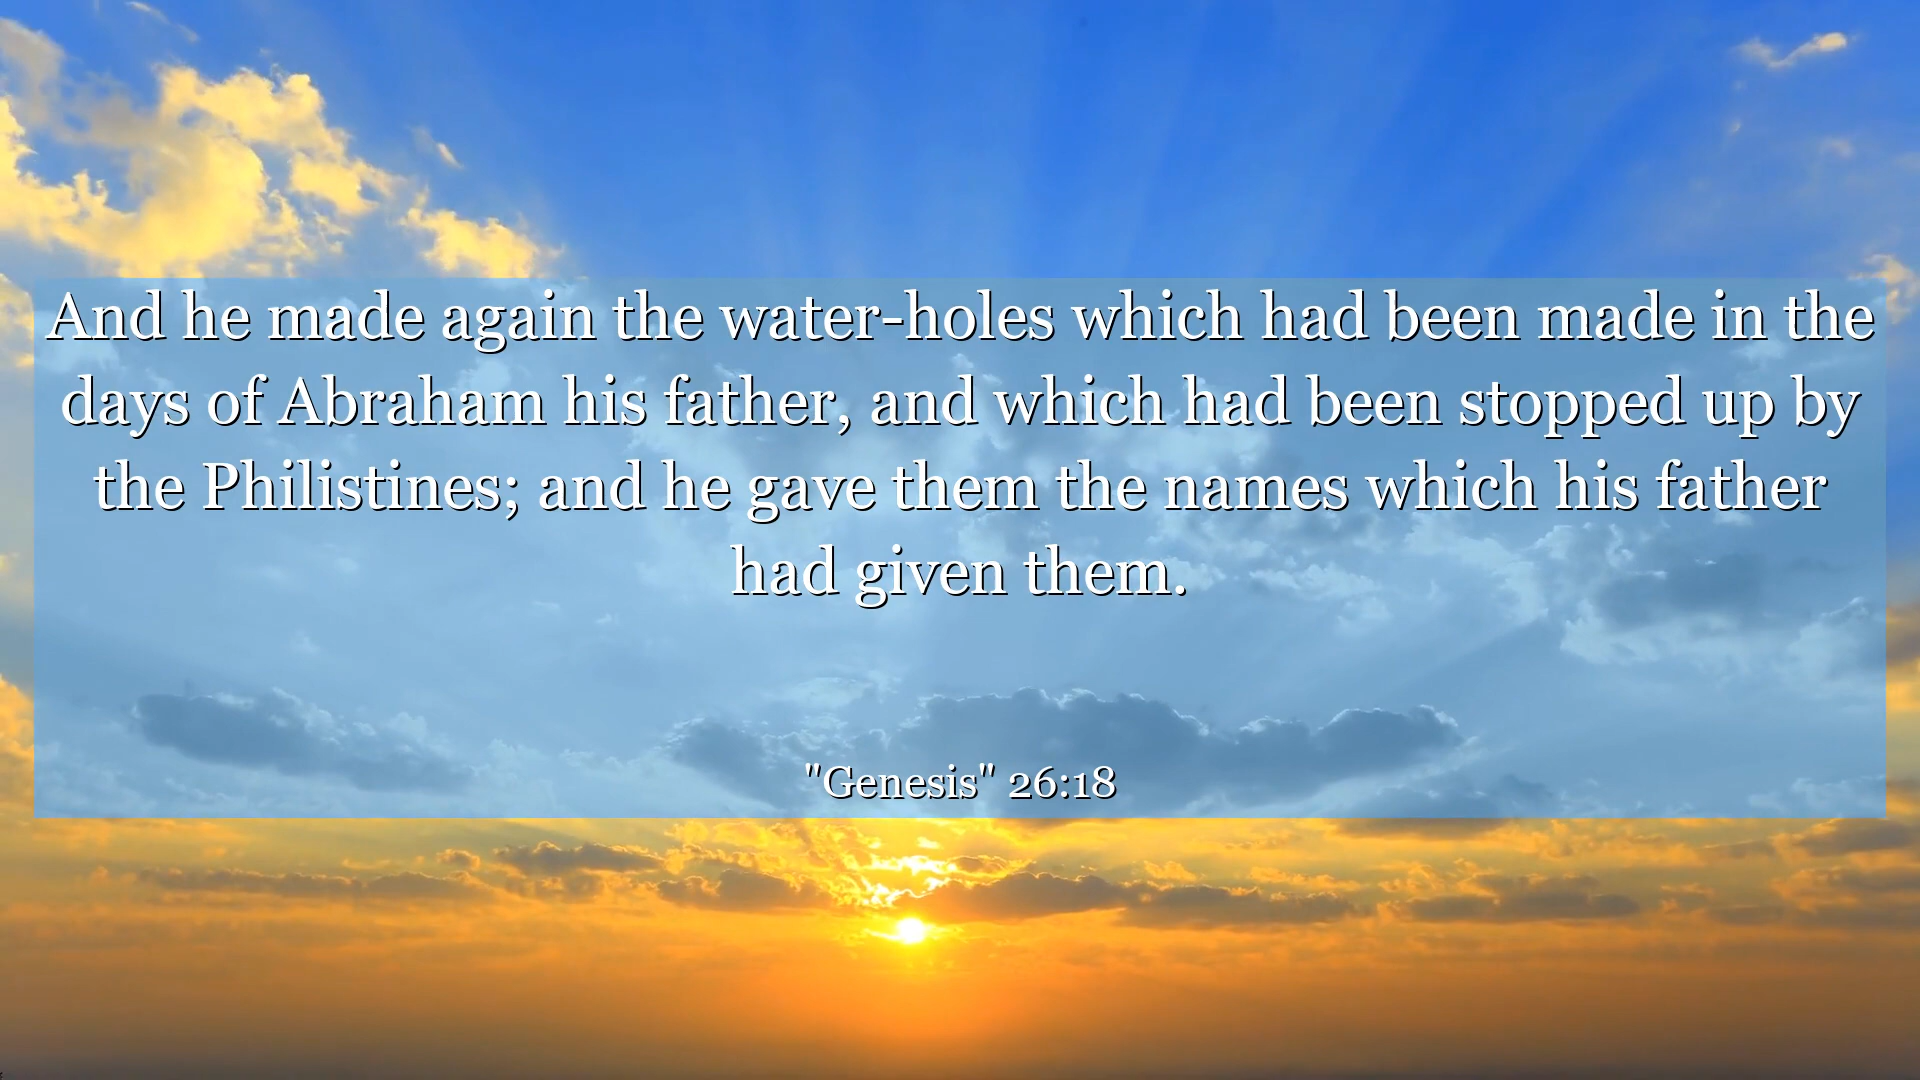 And he made again the water-holes which had been made in the
days of Abraham his father, and which had been stopped up by
the Philistines; and he gave them the names which his father
had given them.
"Genesis" 26:18